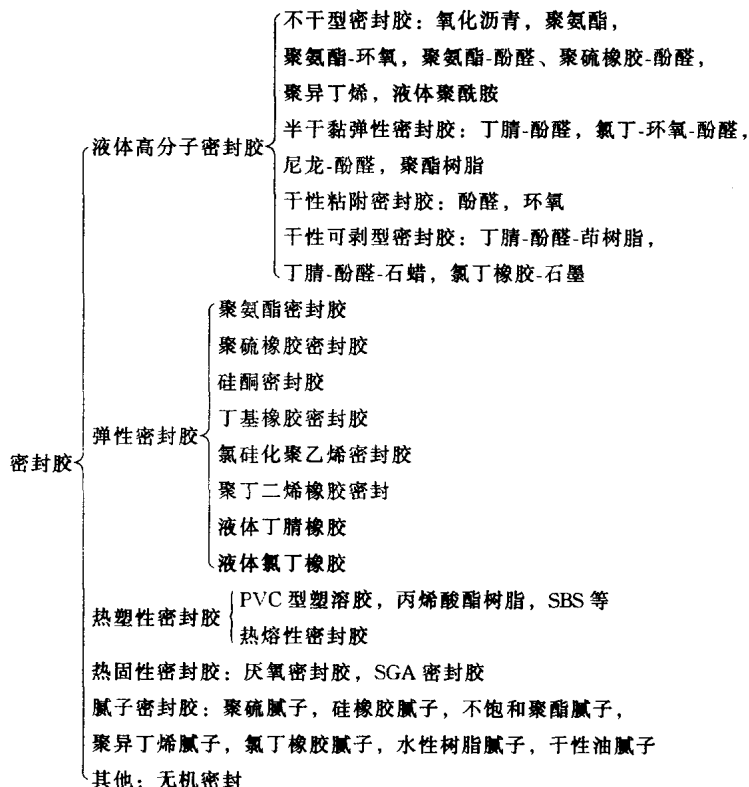 不干型密封胶：氧化沥青，聚氨酯，
聚氨酯-环氧，聚氨酯-酚醛、聚硫橡胶-酚醛，
聚异丁烯，液体聚酰胺
液体高分子密封胶
半干黏弹性密封胶：丁腈-酚醛，氯丁-环氧-酚醛，
尼龙-酚醛，聚酯树脂
干性粘附密封胶：酚醛，环氧
干性可剥型密封胶：丁腈-酚醛-茚树脂，
丁腈-酚醛-石蜡，氯丁橡胶-石墨
密封胶
弹性密封胶
聚氨酯密封胶
聚硫橡胶密封胶
硅酮密封胶
丁基橡胶密封胶
氯硅化聚乙烯密封胶
聚丁二烯橡胶密封
液体丁腈橡胶
液体氯丁橡胶
热塑性密封胶
PVC 型塑溶胶，丙烯酸酯树脂，SBS 等
热熔性密封胶
热固性密封胶：厌氧密封胶，SGA 密封胶
腻子密封胶：聚硫腻子，硅橡胶腻子，不饱和聚酯腻子，
聚异丁烯腻子，氯丁橡胶腻子，水性树脂腻子，干性油腻子
其他：无机密封